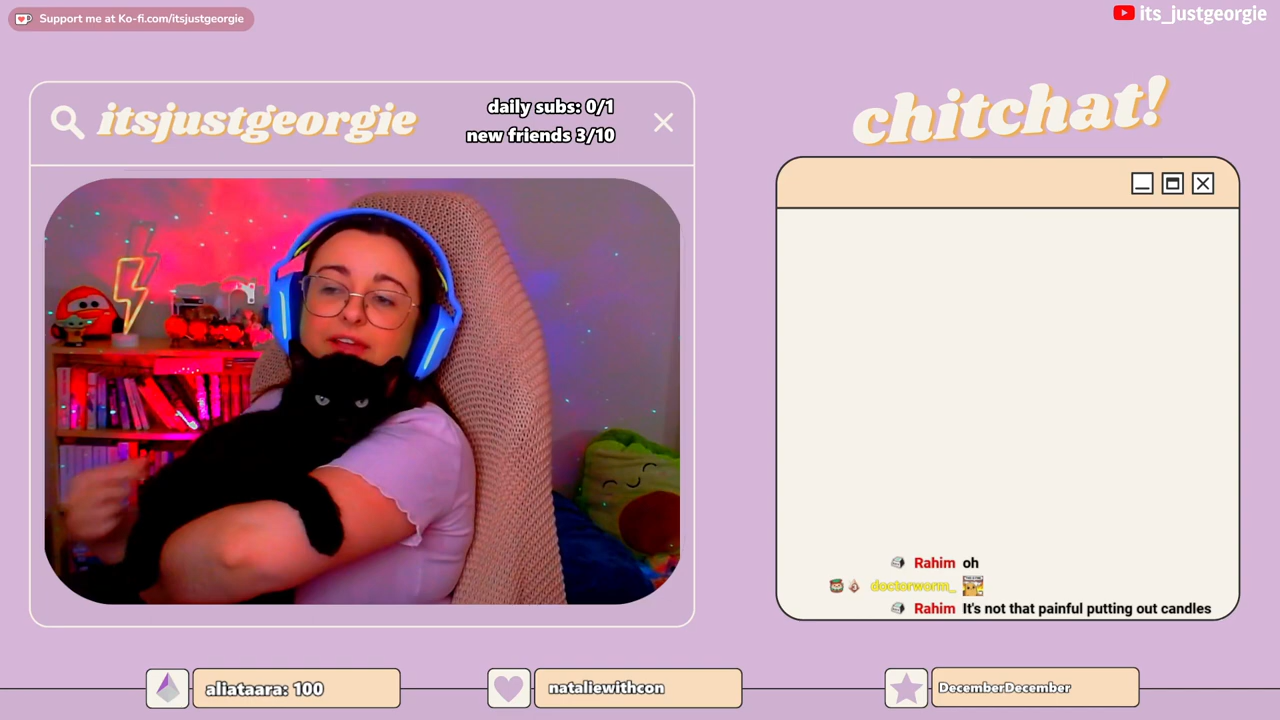 Support me at Ko-fi.com/itsjustgeorgie
its_justgeorgie
itsjustgeorgie
daily subs: 0/1
new friends 3/10
chitchat!
Rahim oh
doctorworm_
Rahim It's not that painful putting out candles
aliataara: 100
nataliewithcon
DecemberDecember